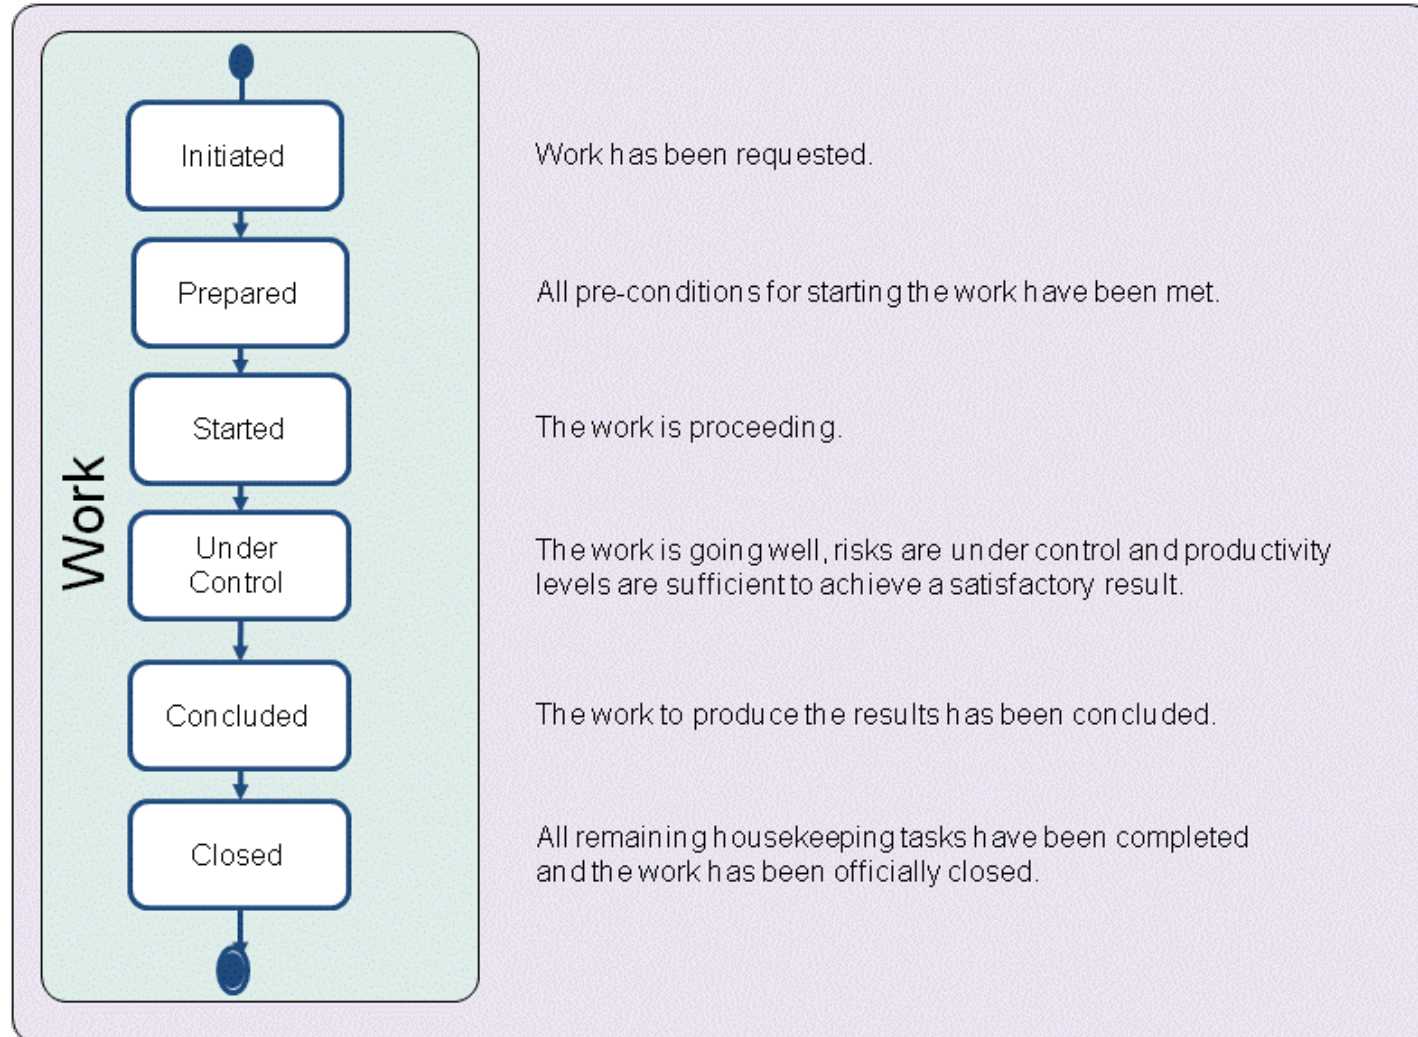 Work
Initiated
Work has been requested.
Prepared
All pre-conditions for starting the work have been met.
Started
The work is proceeding.
Under
Control
The work is going well, risks are under control and productivity
levels are sufficient to achieve a satisfactory result.
Concluded
The work to produce the results has been concluded.
Closed
All remaining housekeeping tasks have been completed
and the work has been officially closed.